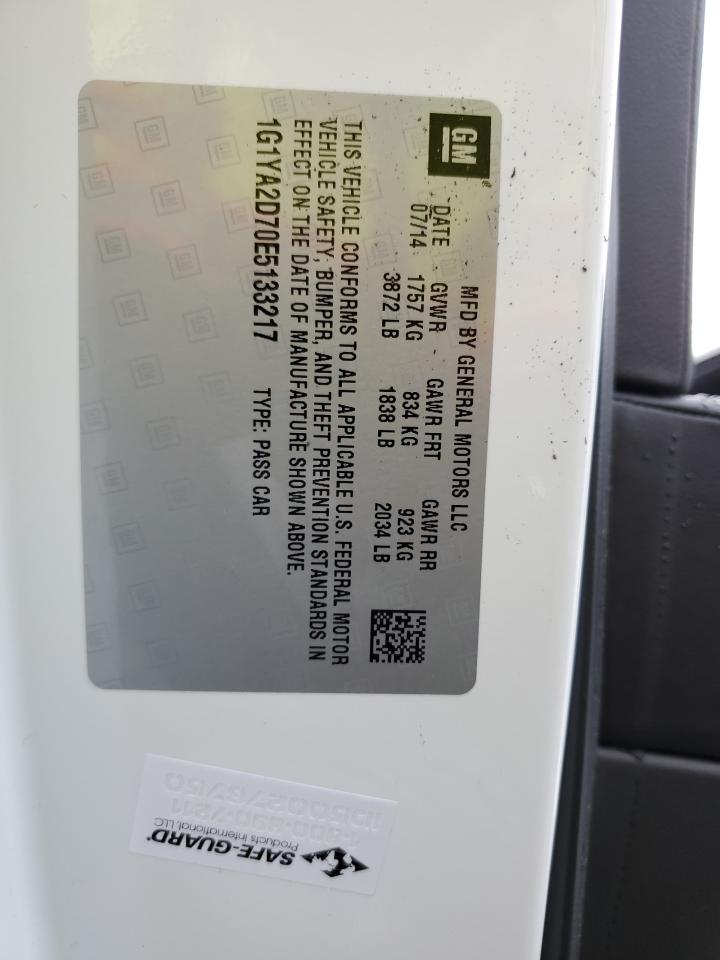 GM
MFD BY GENERAL MOTORS LLC
DATE GVWR GAWR FRT GAWR RR
07/14 1757 KG 834 KG 923 KG
3872 LB 1838 LB 2034 LB
THIS VEHICLE CONFORMS TO ALL APPLICABLE U.S. FEDERAL MOTOR
VEHICLE SAFETY, BUMPER, AND THEFT PREVENTION STANDARDS IN
EFFECT ON THE DATE OF MANUFACTURE SHOWN ABOVE.
1G1YA2D70E5133217 TYPE: PASS CAR
SAFE-GUARD®
Products International, LLC